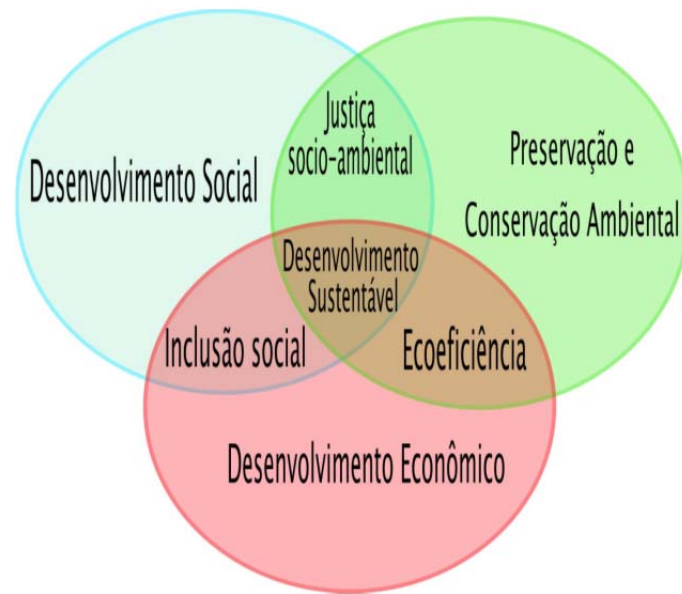 Justiça
socio-ambiental
Desenvolvimento Social
Preservação e
Conservação Ambiental
Desenvolvimento
Sustentável
Inclusão social
Ecoeficiência
Desenvolvimento Econômico